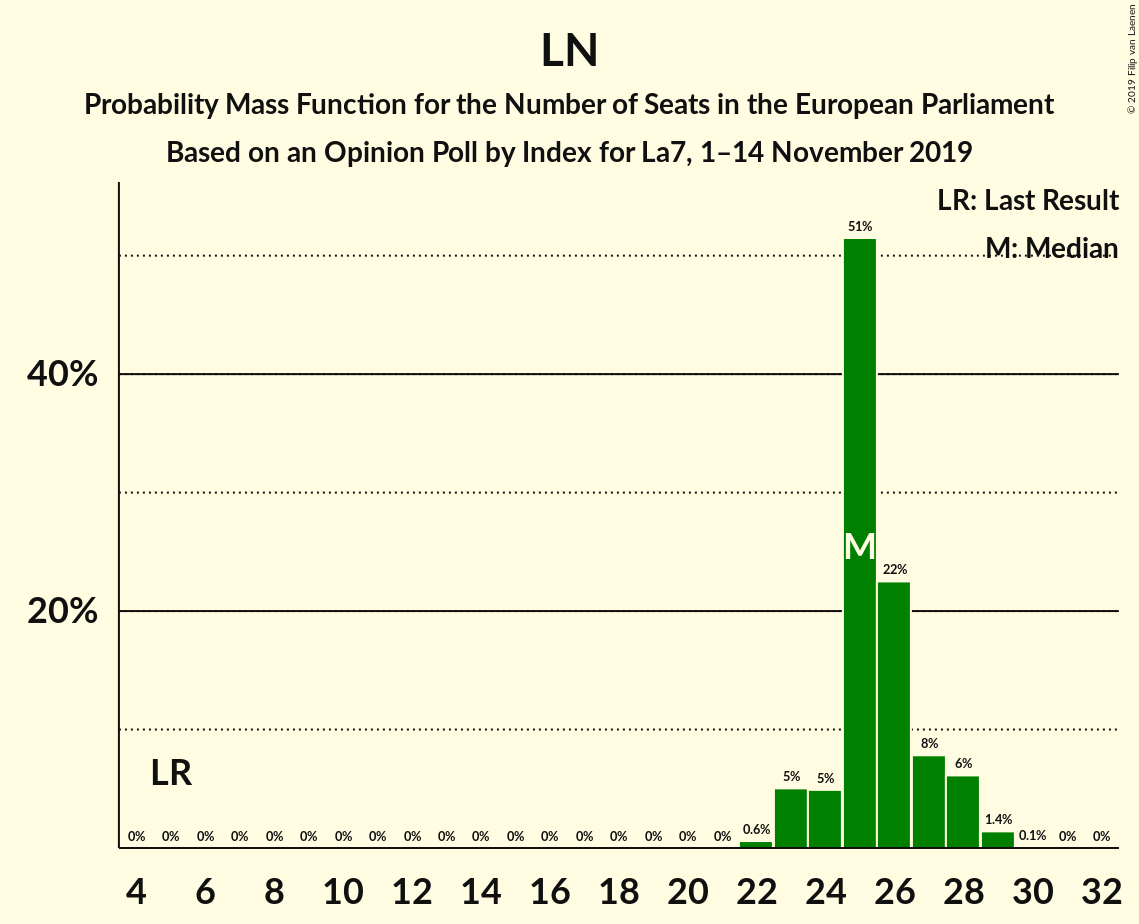 LN
Probability Mass Function for the Number of Seats in the European Parliament
Based on an Opinion Poll by Index for La7, 1–14 November 2019
© 2019 Filip van Laenen
LR: Last Result
M: Median
40%
20%
51%
M
22%
8%
6%
5%
5%
1.4%
0.6%
0.1%
LR
0% 0% 0% 0% 0% 0% 0% 0% 0% 0% 0% 0% 0% 0% 0% 0% 0% 0% 0% 0%
4 6 8 10 12 14 16 18 20 22 24 26 28 30 32